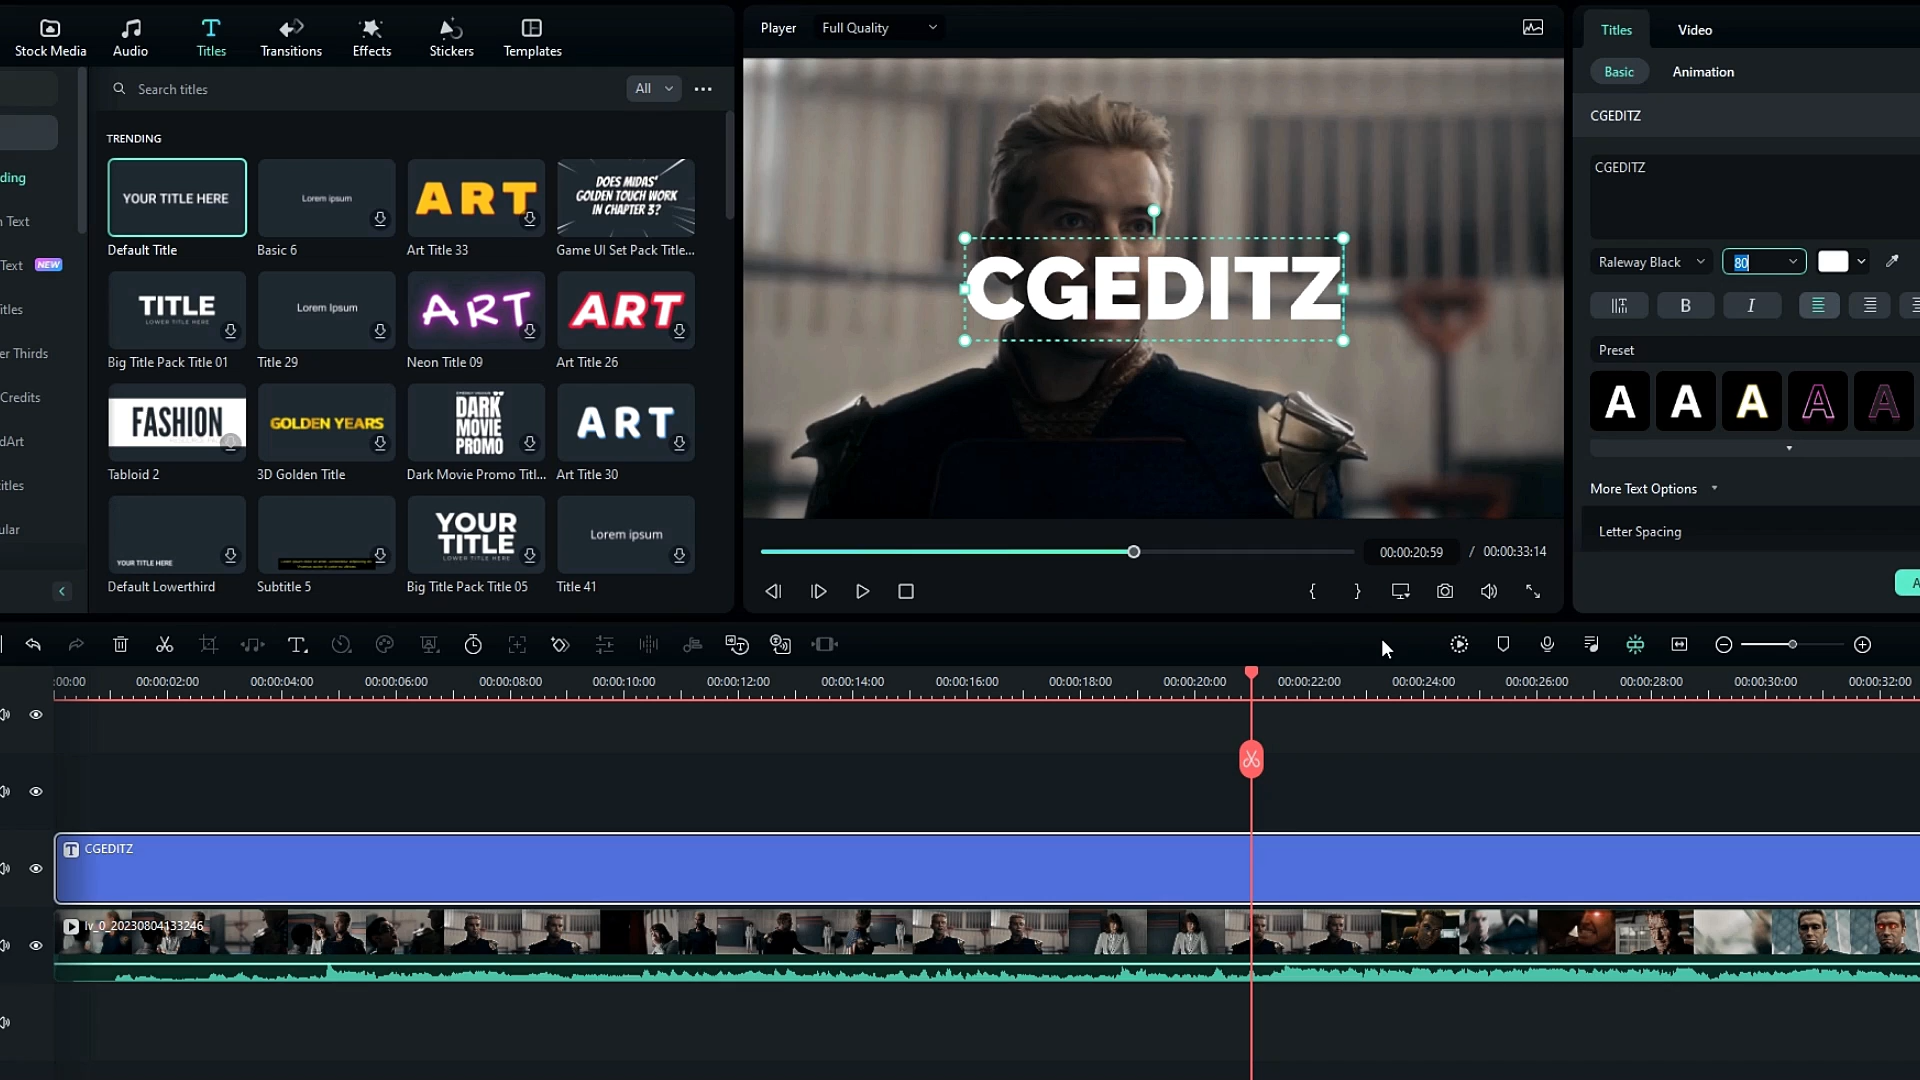 Stock Media
Audio
Titles
Transitions
Effects
Stickers
Templates
Search titles
All
TRENDING
YOUR TITLE HERE
Default Title
Lorem ipsum
Basic 6
ART
Art Title 33
DOES MIDAS'
GOLDEN TOUCH WORK
IN CHAPTER 3?
Game UI Set Pack Title...
TITLE
LOWER TITLE HERE
Big Title Pack Title 01
Lorem Ipsum
Title 29
ART
Neon Title 09
ART
Art Title 26
FASHION
Tabloid 2
GOLDEN YEARS
3D Golden Title
DARK
MOVIE
PROMO
Dark Movie Promo Titl...
ART
Art Title 30
YOUR TITLE HERE
Default Lowerthird
Subtitle 5
YOUR
TITLE
LOWER TITLE HERE
Big Title Pack Title 05
Lorem ipsum
Title 41
ding
Text
Text NEW
itles
er Thirds
Credits
dArt
itles
ular
Player
Full Quality
CGEDITZ
00:00:20:59 / 00:00:33:14
{ }
Titles
Video
Basic
Animation
CGEDITZ
CGEDITZ
Raleway Black
80
B
I
Preset
A A A A A
More Text Options
Letter Spacing
A
:00:00
00:00:02:00
00:00:04:00
00:00:06:00
00:00:08:00
00:00:10:00
00:00:12:00
00:00:14:00
00:00:16:00
00:00:18:00
00:00:20:00
00:00:22:00
00:00:24:00
00:00:26:00
00:00:28:00
00:00:30:00
00:00:32:00
CGEDITZ
lv_0_20230804133246